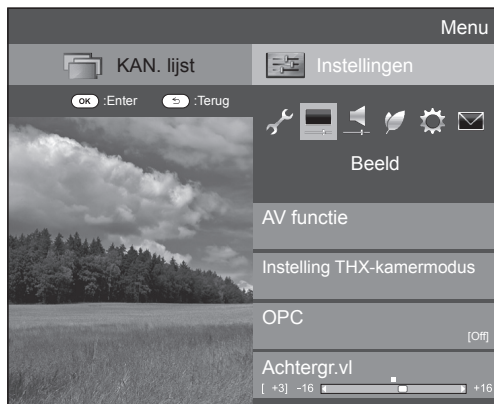 Menu
KAN. lijst
Instellingen
OK :Enter :Terug
Beeld
AV functie
Instelling THX-kamermodus
OPC
[Off]
Achtergr.vl
[ +3] -16 +16